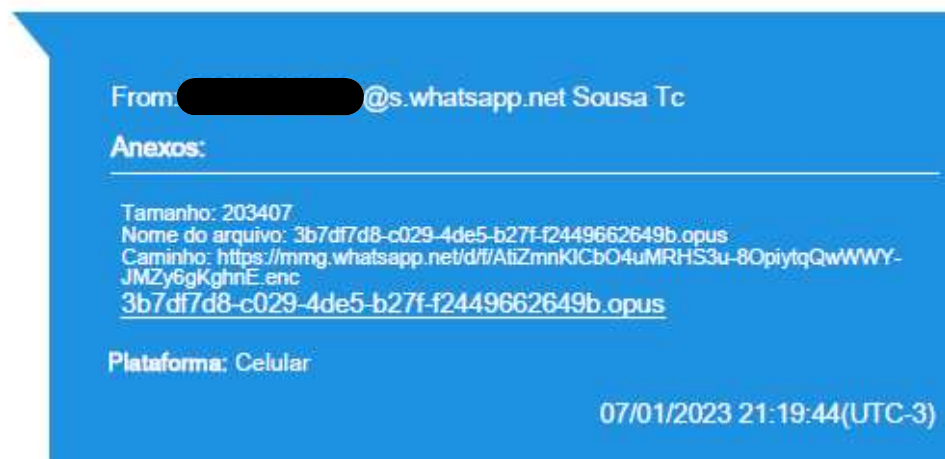 From: @s.whatsapp.net Sousa Tc
Anexos:
Tamanho: 203407
Nome do arquivo: 3b7df7d8-c029-4de5-b27f-f2449662649b.opus
Caminho: https://mmg.whatsapp.net/d/f/AtiZmnKlCbO4uMRHS3u-8OpiytqQwWWY-
JMZy6gKghnE.enc
3b7df7d8-c029-4de5-b27f-f2449662649b.opus
Plataforma: Celular
07/01/2023 21:19:44(UTC-3)